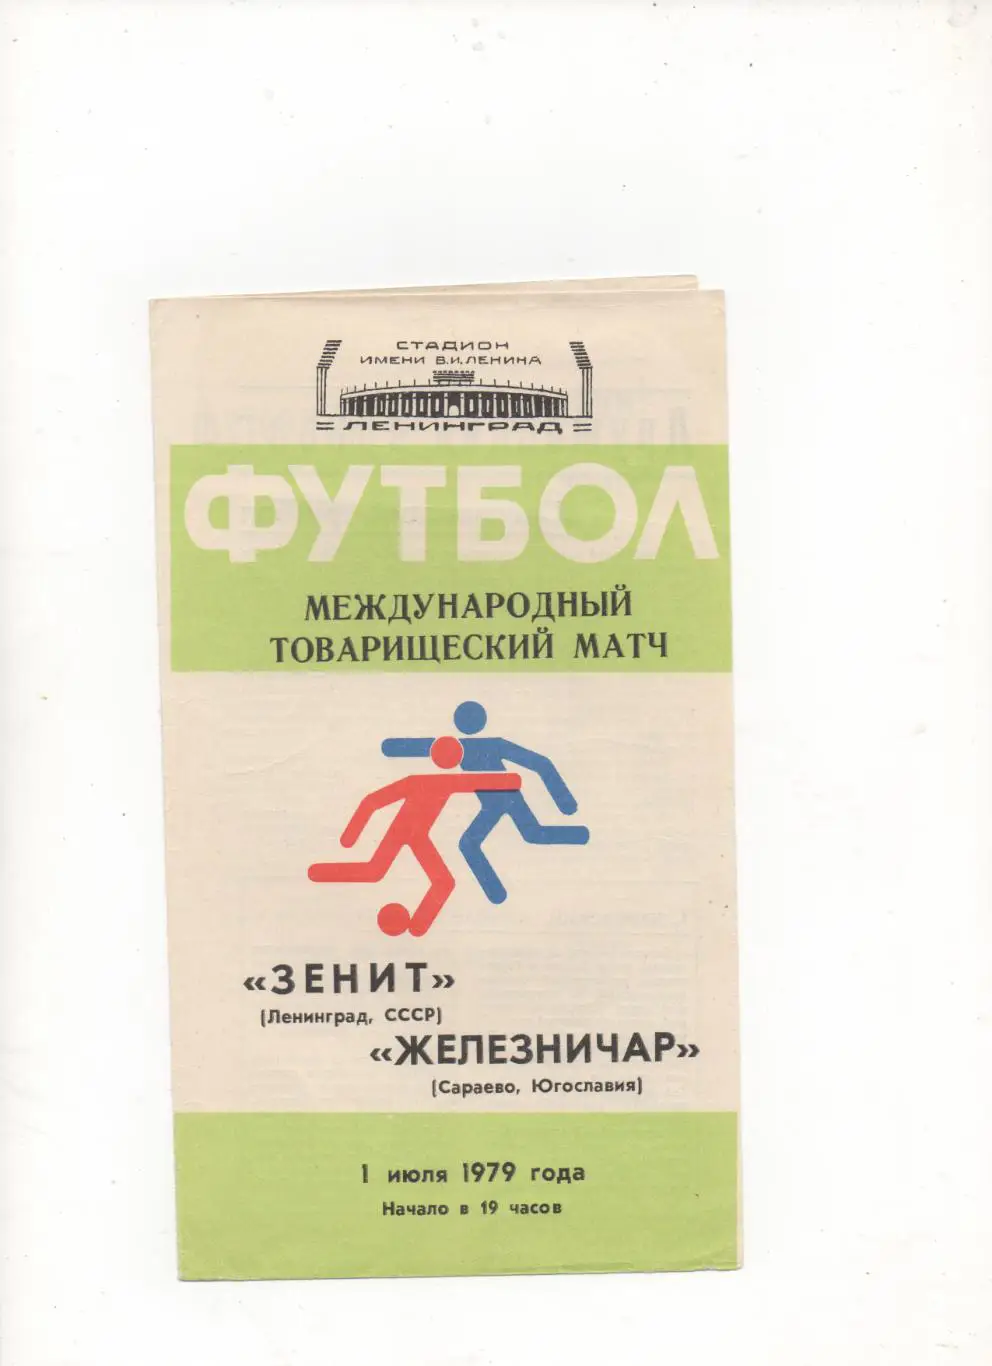 СТАДИОН
ИМЕНИ В.И.ЛЕНИНА
ЛЕНИНГРАД
ФУТБОЛ
МЕЖДУНАРОДНЫЙ
ТОВАРИЩЕСКИЙ МАТЧ
«ЗЕНИТ»
(Ленинград, СССР)
«ЖЕЛЕЗНИЧАР»
(Сараево, Югославия)
1 июля 1979 года
Начало в 19 часов